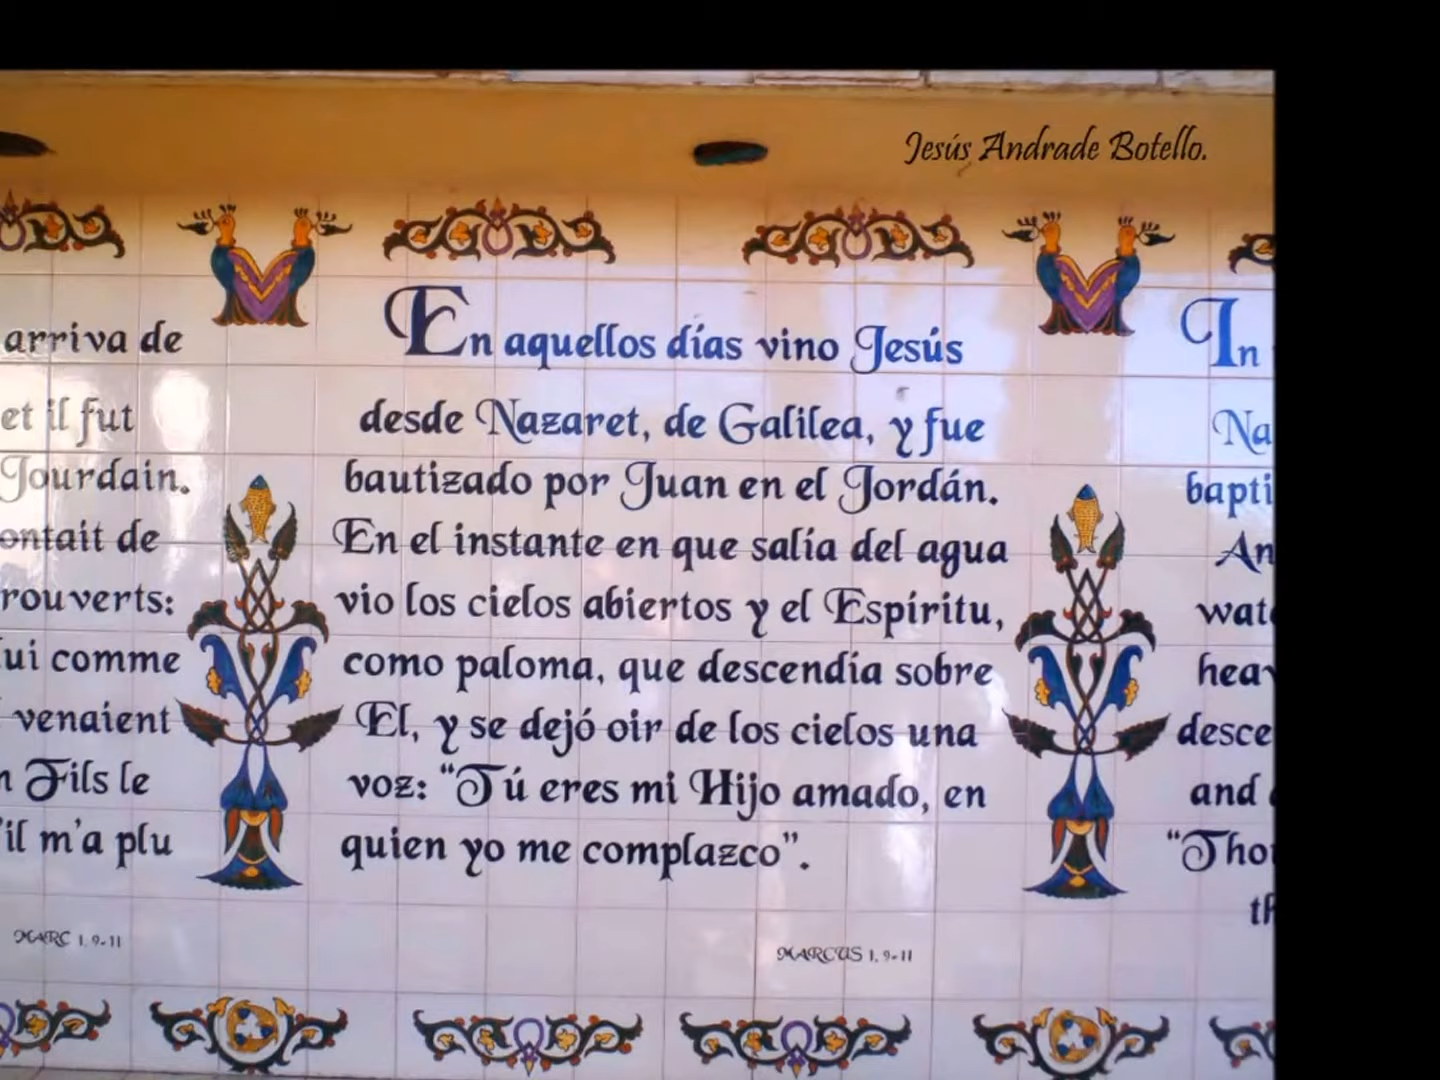 Jesús Andrade Botello.
arriva de
et il fut
Jourdain.
ontait de
rouverts:
lui comme
venaient
Fils le
il m'a plu
MARC 1, 9-11
En aquellos días vino Jesús
desde Nazaret, de Galilea, y fue
bautizado por Juan en el Jordán.
En el instante en que salía del agua
vio los cielos abiertos y el Espíritu,
como paloma, que descendía sobre
El, y se dejó oir de los cielos una
voz: "Tú eres mi Hijo amado, en
quien yo me complazco".
MARCUS 1, 9-11
In
Na
bapti
An
wat
hea
desce
and
"Tho
th